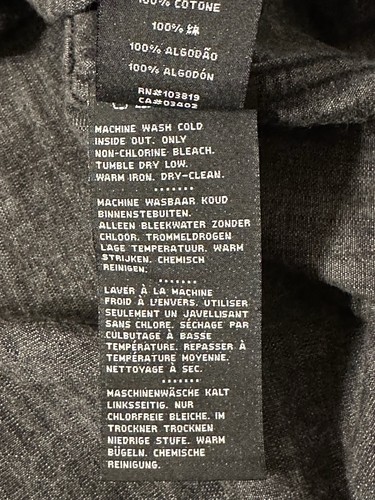 100% COTONE
100% 綿
100% ALGODÃO
100% ALGODÓN
RN#103819
CA#03402
MACHINE WASH COLD
INSIDE OUT. ONLY
NON-CHLORINE BLEACH.
TUMBLE DRY LOW.
WARM IRON. DRY-CLEAN.
•••••••
MACHINE WASBAAR KOUD
BINNENSTEBUITEN.
ALLEEN BLEEKWATER ZONDER
CHLOOR. TROMMELDROGEN
LAGE TEMPERATUUR. WARM
STRIJKEN. CHEMISCH
REINIGEN.
•••••••
LAVER À LA MACHINE
FROID À L'ENVERS. UTILISER
SEULEMENT UN JAVELLISANT
SANS CHLORE. SÉCHAGE PAR
CULBUTAGE À BASSE
TEMPÉRATURE. REPASSER À
TEMPÉRATURE MOYENNE.
NETTOYAGE À SEC.
•••••••
MASCHINENWÄSCHE KALT
LINKSSEITIG. NUR
CHLORFREIE BLEICHE. IM
TROCKNER TROCKNEN
NIEDRIGE STUFE. WARM
BÜGELN. CHEMISCHE
REINIGUNG.